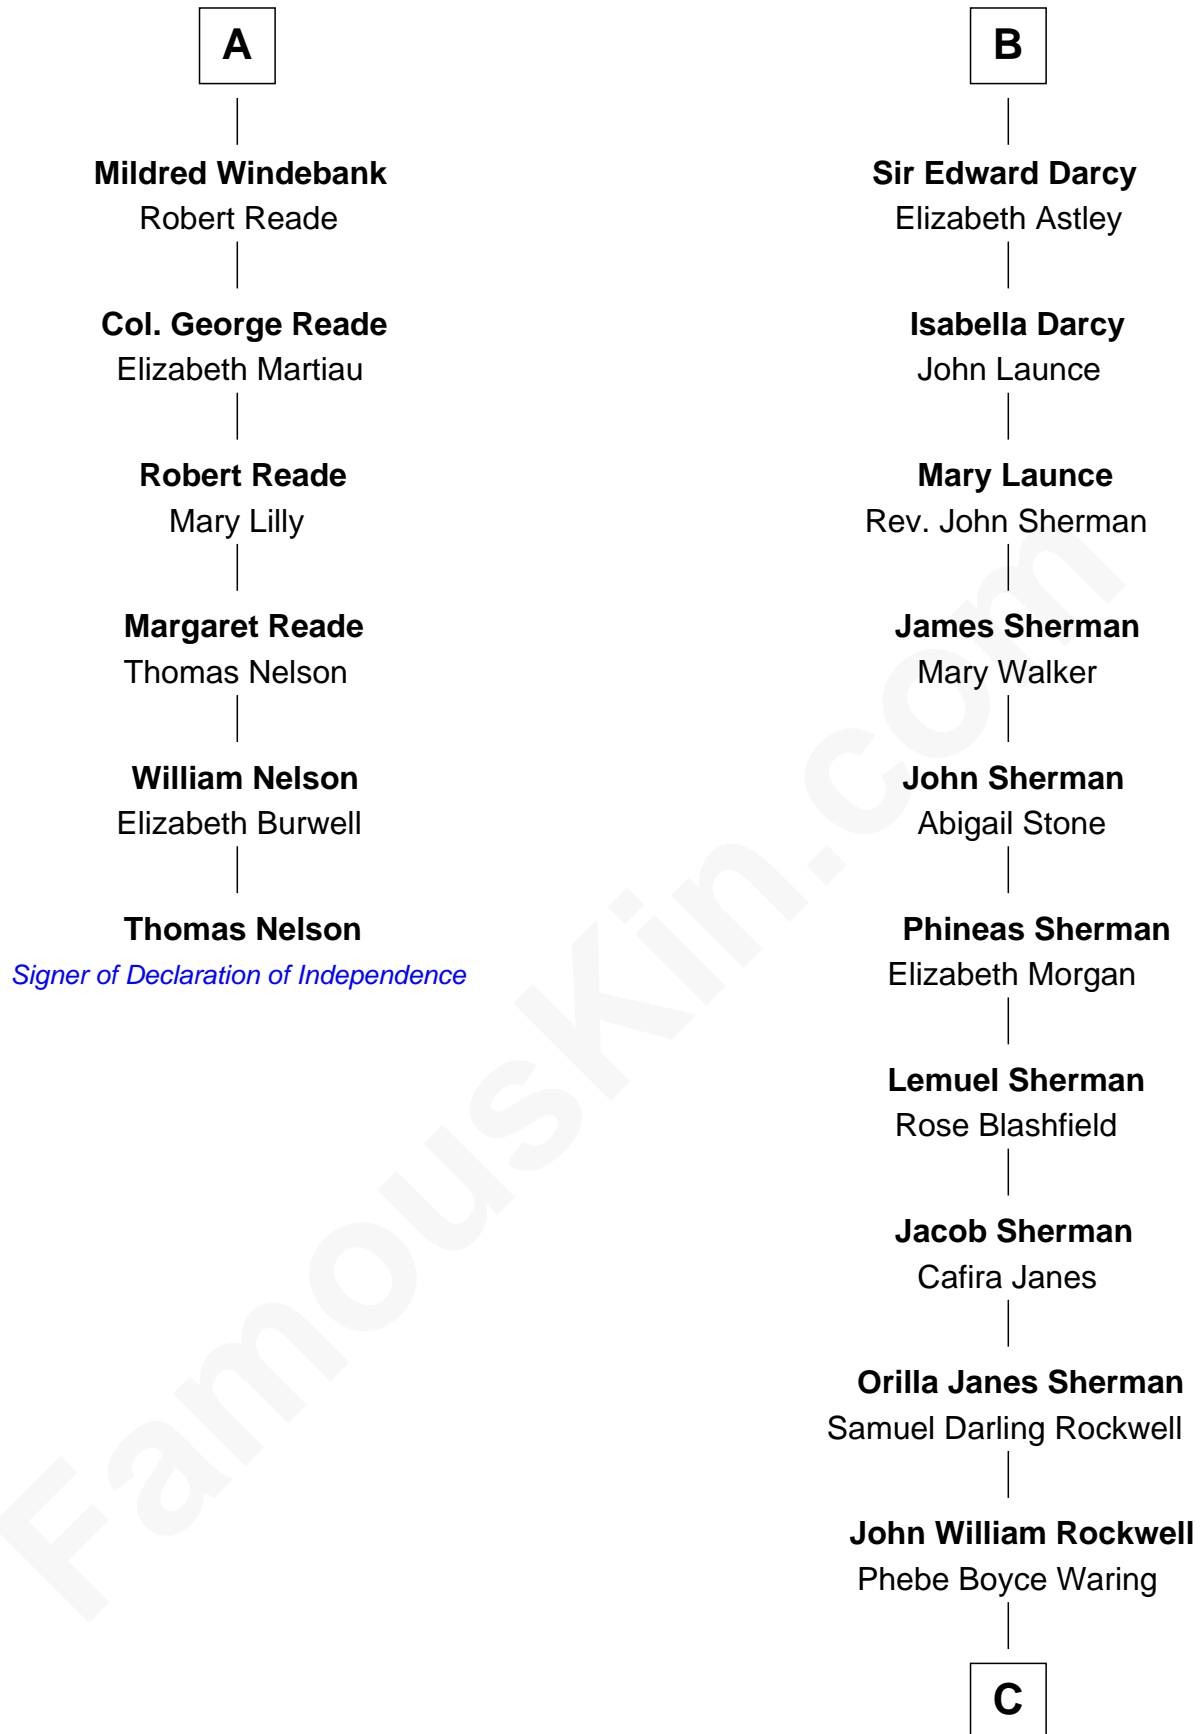 A
Mildred Windebank
Robert Reade
Col. George Reade
Elizabeth Martiau
Robert Reade
Mary Lilly
Margaret Reade
Thomas Nelson
William Nelson
Elizabeth Burwell
Thomas Nelson
Signer of Declaration of Independence
B
Sir Edward Darcy
Elizabeth Astley
Isabella Darcy
John Launce
Mary Launce
Rev. John Sherman
James Sherman
Mary Walker
John Sherman
Abigail Stone
Phineas Sherman
Elizabeth Morgan
Lemuel Sherman
Rose Blashfield
Jacob Sherman
Cafira Janes
Orilla Janes Sherman
Samuel Darling Rockwell
John William Rockwell
Phebe Boyce Waring
C
FamousKin.com